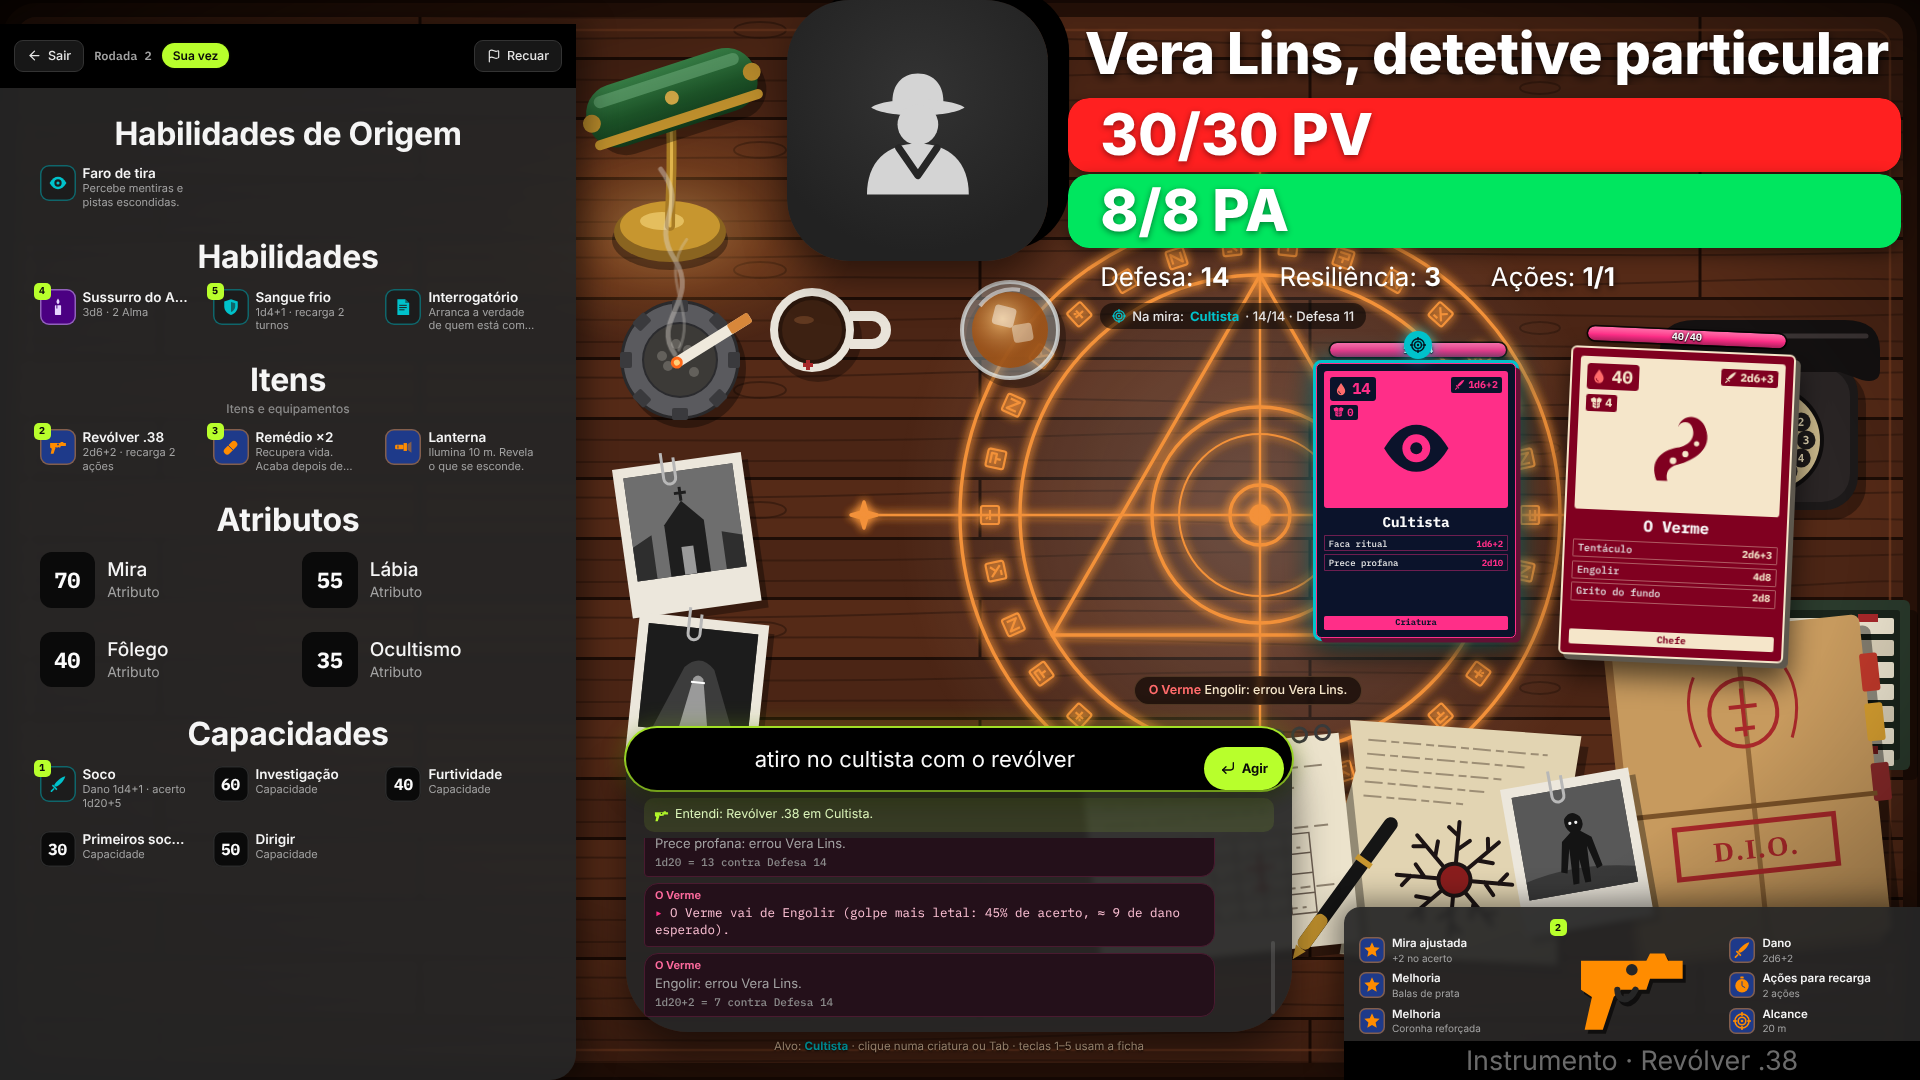 Sair
Rodada 2
Sua vez
Recuar
Habilidades de Origem
Faro de tira
Percebe mentiras e
pistas escondidas.
Habilidades
4
Sussurro do A...
3d8 · 2 Alma
5
Sangue frio
1d4+1 · recarga 2
turnos
Interrogatório
Arranca a verdade
de quem está com...
Itens
Itens e equipamentos
2
Revólver .38
2d6+2 · recarga 2
ações
3
Remédio ×2
Recupera vida.
Acaba depois de...
Lanterna
Ilumina 10 m. Revela
o que se esconde.
Atributos
70
Mira
Atributo
55
Lábia
Atributo
40
Fôlego
Atributo
35
Ocultismo
Atributo
Capacidades
1
Soco
Dano 1d4+1 · acerto
1d20+5
60
Investigação
Capacidade
40
Furtividade
Capacidade
30
Primeiros soc...
Capacidade
50
Dirigir
Capacidade
Vera Lins, detetive particular
30/30 PV
8/8 PA
Defesa: 14
Resiliência: 3
Ações: 1/1
Na mira: Cultista · 14/14 · Defesa 11
14
1d6+2
0
Cultista
Faca ritual 1d6+2
Prece profana 2d10
Criatura
40/40
40
2d6+3
4
O Verme
Tentáculo 2d6+3
Engolir 4d8
Grito do fundo 2d8
Chefe
2
3
4
O Verme Engolir: errou Vera Lins.
atiro no cultista com o revólver
Agir
Entendi: Revólver .38 em Cultista.
Prece profana: errou Vera Lins.
1d20 = 13 contra Defesa 14
O Verme
▸ O Verme vai de Engolir (golpe mais letal: 45% de acerto, ≈ 9 de dano
esperado).
O Verme
Engolir: errou Vera Lins.
1d20+2 = 7 contra Defesa 14
Alvo: Cultista · clique numa criatura ou Tab · teclas 1–5 usam a ficha
D.I.O.
2
Mira ajustada
+2 no acerto
Melhoria
Balas de prata
Melhoria
Coronha reforçada
Dano
2d6+2
Ações para recarga
2 ações
Alcance
20 m
Instrumento · Revólver .38